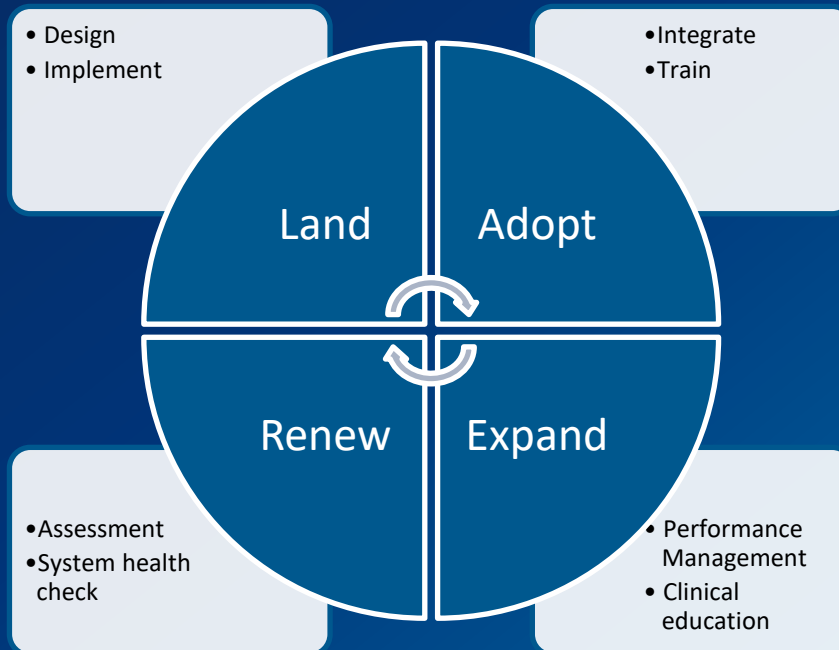 • Design
• Implement
•Integrate
•Train
Land
Adopt
Renew
Expand
•Assessment
•System health
check
• Performance
Management
• Clinical
education